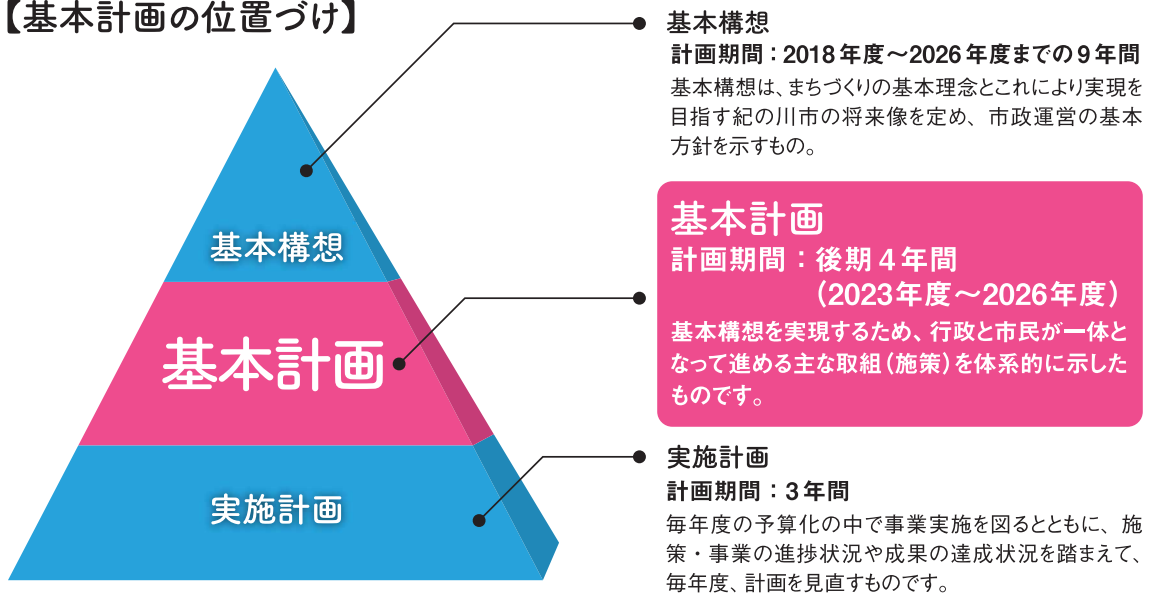 【基本計画の位置づけ】
基本構想
基本計画
実施計画
基本構想
計画期間：2018年度～2026年度までの9年間
基本構想は、まちづくりの基本理念とこれにより実現を
目指す紀の川市の将来像を定め、市政運営の基本
方針を示すもの。
基本計画
計画期間：後期4年間
（2023年度～2026年度）
基本構想を実現するため、行政と市民が一体と
なって進める主な取組（施策）を体系的に示した
ものです。
実施計画
計画期間：3年間
毎年度の予算化の中で事業実施を図るとともに、施
策・事業の進捗状況や成果の達成状況を踏まえて、
毎年度、計画を見直すものです。